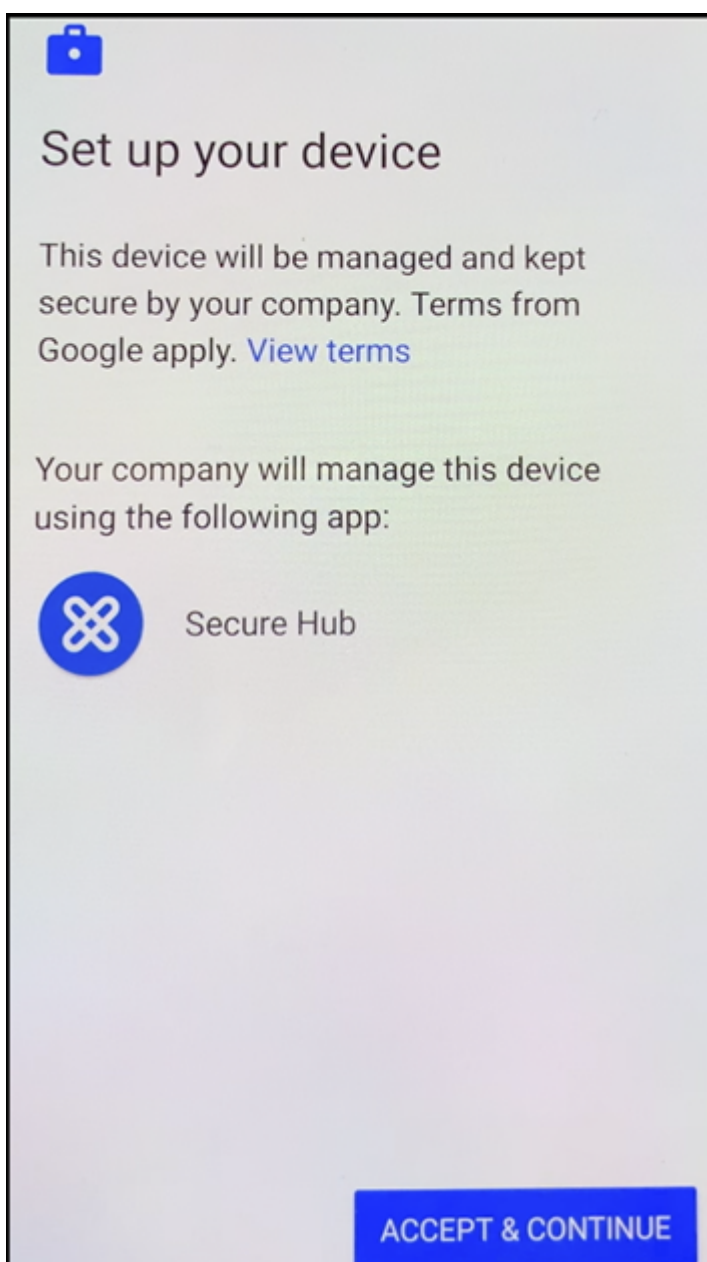 Set up your device
This device will be managed and kept
secure by your company. Terms from
Google apply. View terms
Your company will manage this device
using the following app:
Secure Hub
ACCEPT & CONTINUE